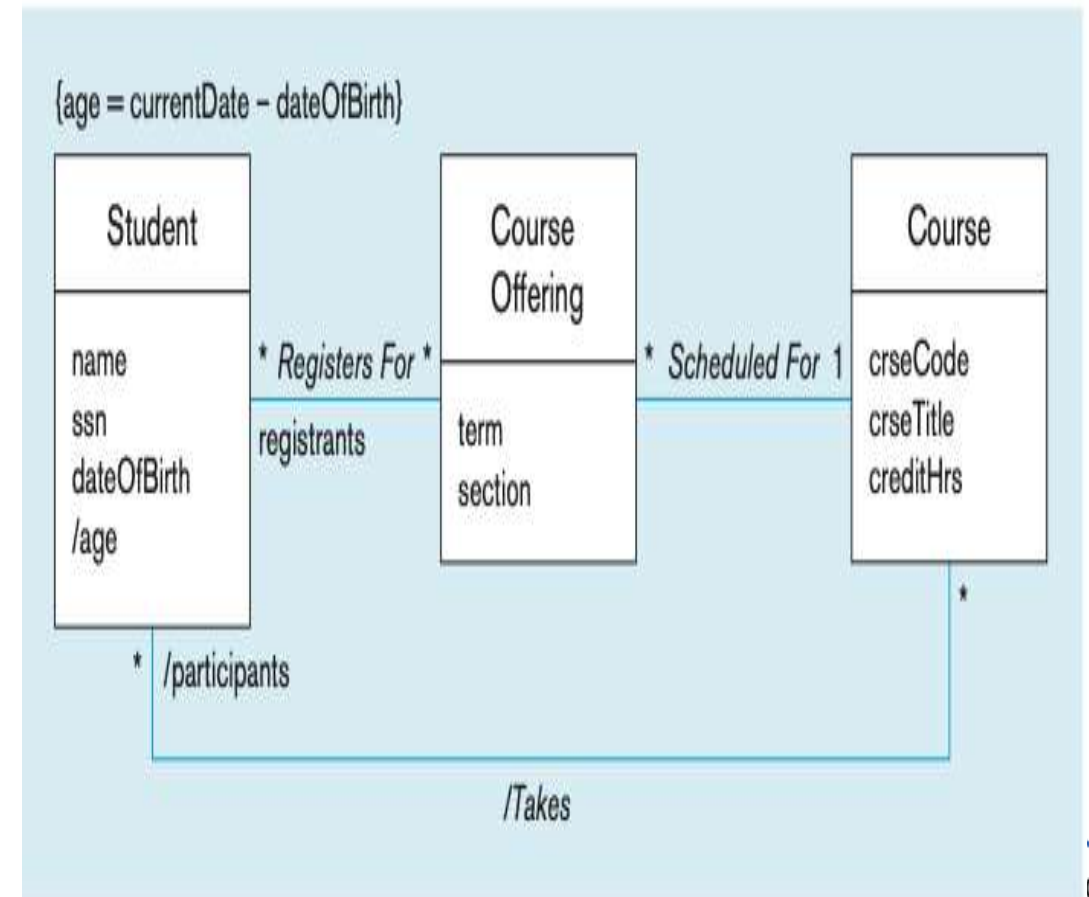 {age = currentDate – dateOfBirth}
Student
name
ssn
dateOfBirth
/age
* Registers For *
registrants
Course
Offering
term
section
* Scheduled For 1
Course
crseCode
crseTitle
creditHrs
*
* /participants
/Takes